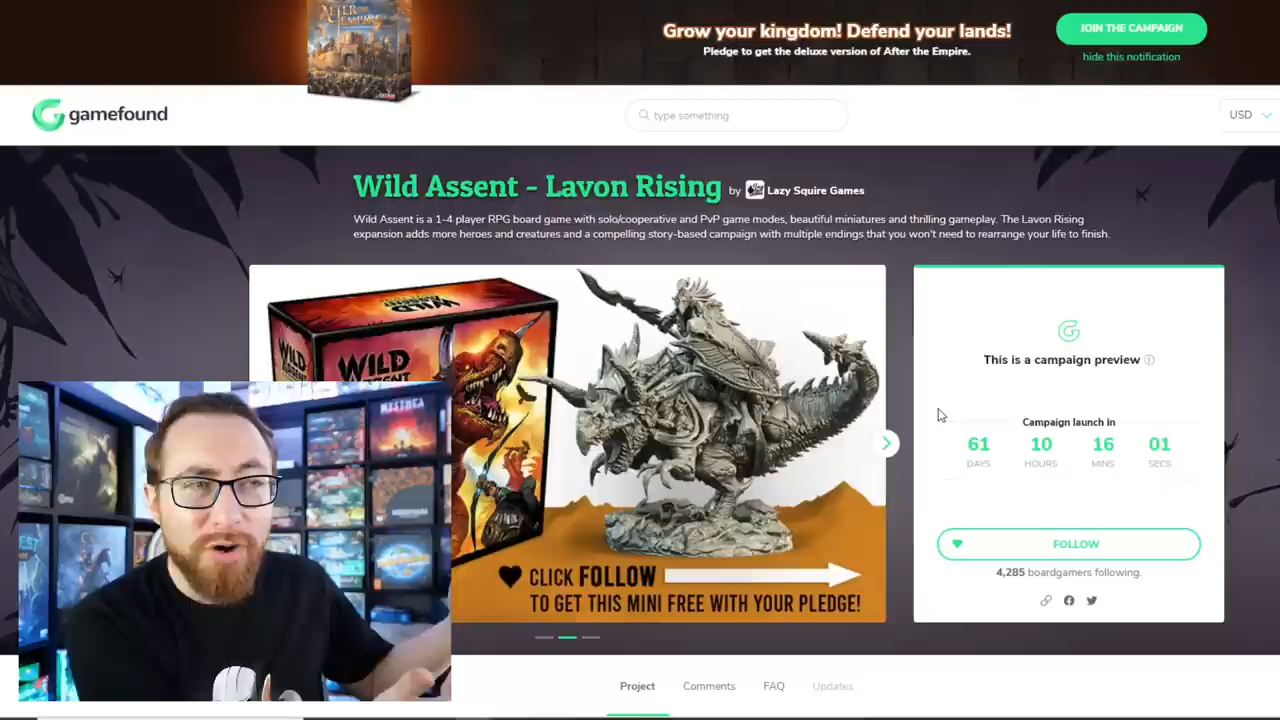 AFTER
EMPIRE
Grow your kingdom! Defend your lands!
Pledge to get the deluxe version of After the Empire.
JOIN THE CAMPAIGN
hide this notification
gamefound
type something
USD
Wild Assent - Lavon Rising by Lazy Squire Games
Wild Assent is a 1-4 player RPG board game with solo/cooperative and PvP game modes, beautiful miniatures and thrilling gameplay. The Lavon Rising
expansion adds more heroes and creatures and a compelling story-based campaign with multiple endings that you won't need to rearrange your life to finish.
WILD
WILD
WILD
ASSENT
CLICK FOLLOW
TO GET THIS MINI FREE WITH YOUR PLEDGE!
This is a campaign preview
Campaign launch in
61 10 16 01
DAYS HOURS MINS SECS
FOLLOW
4,285 boardgamers following.
Project Comments FAQ Updates